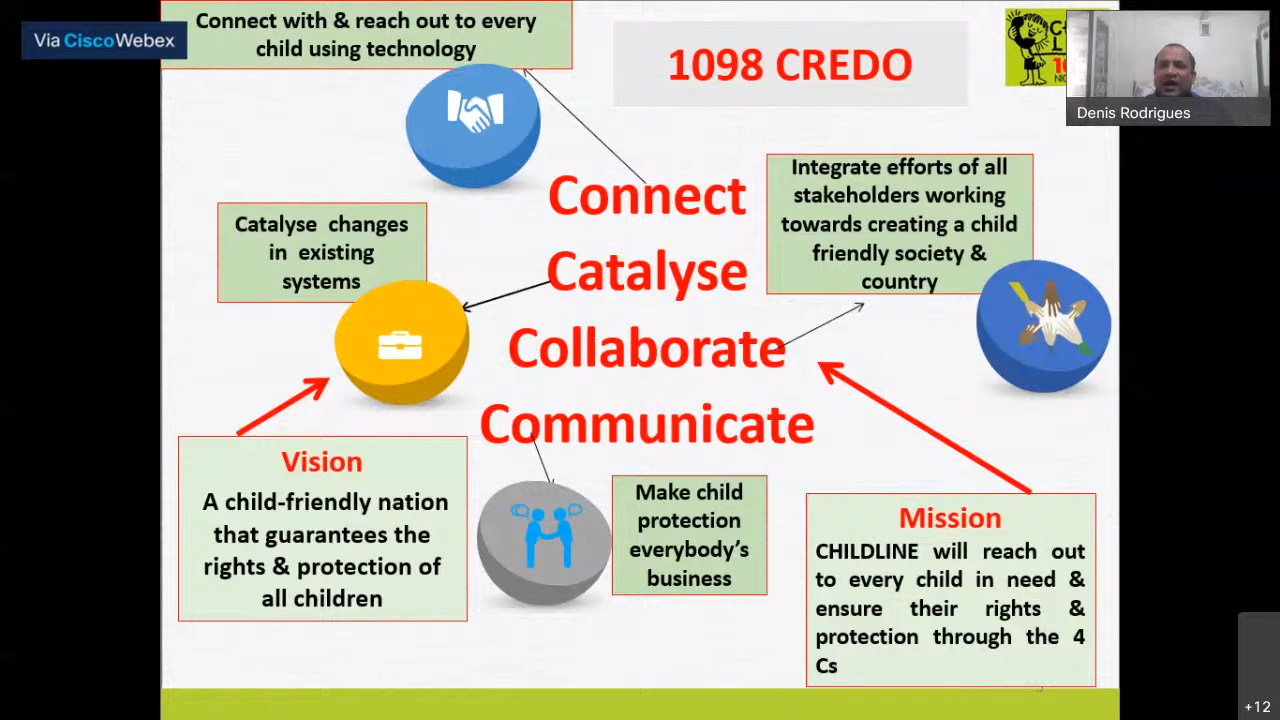 Via Cisco Webex
Connect with & reach out to every
child using technology
1098 CREDO
Denis Rodrigues
Connect
Catalyse
Collaborate
Communicate
Integrate efforts of all
stakeholders working
towards creating a child
friendly society &
country
Catalyse changes
in existing
systems
Vision
A child-friendly nation
that guarantees the
rights & protection of
all children
Make child
protection
everybody's
business
Mission
CHILDLINE will reach out
to every child in need &
ensure their rights &
protection through the 4
Cs
+12